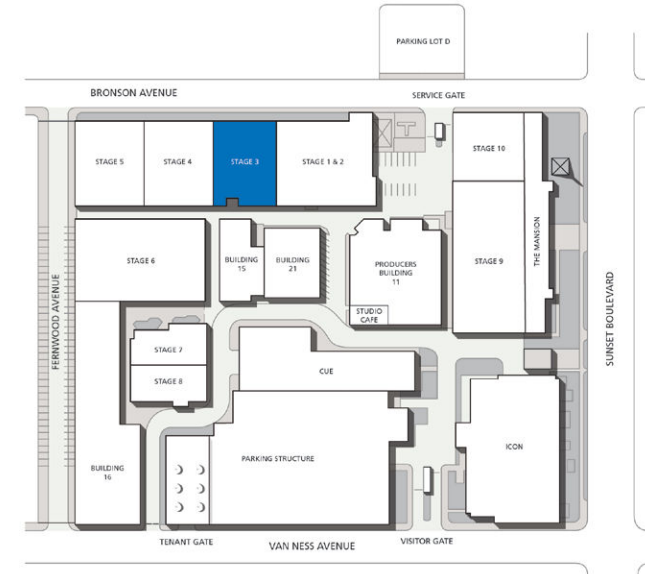 PARKING LOT D
BRONSON AVENUE
SERVICE GATE
STAGE 5
STAGE 4
STAGE 3
STAGE 1 & 2
STAGE 10
THE MANSION
STAGE 6
BUILDING
15
BUILDING
21
PRODUCERS
BUILDING
11
STUDIO
CAFE
STAGE 9
FERNWOOD AVENUE
SUNSET BOULEVARD
STAGE 7
STAGE 8
CUE
BUILDING
16
PARKING STRUCTURE
ICON
TENANT GATE
VAN NESS AVENUE
VISITOR GATE